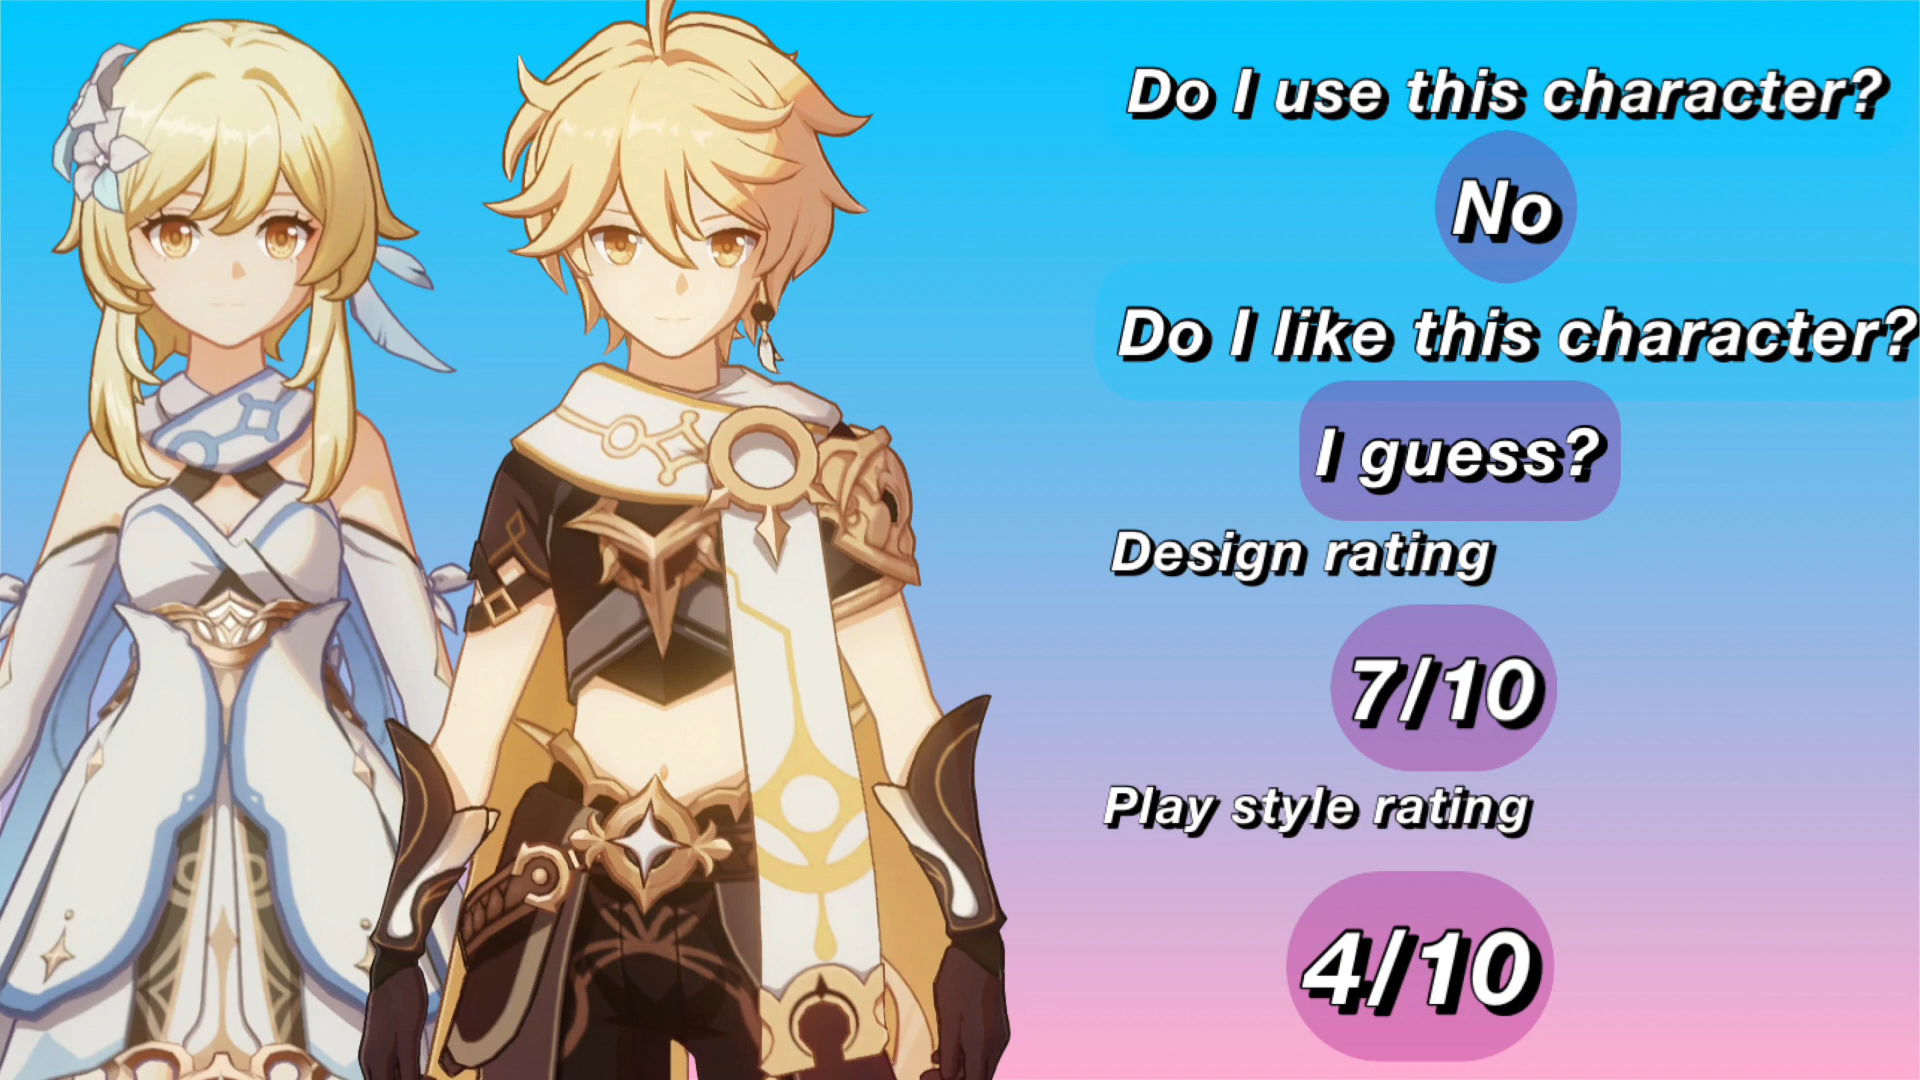 Do I use this character?
No
Do I like this character?
I guess?
Design rating
7/10
Play style rating
4/10